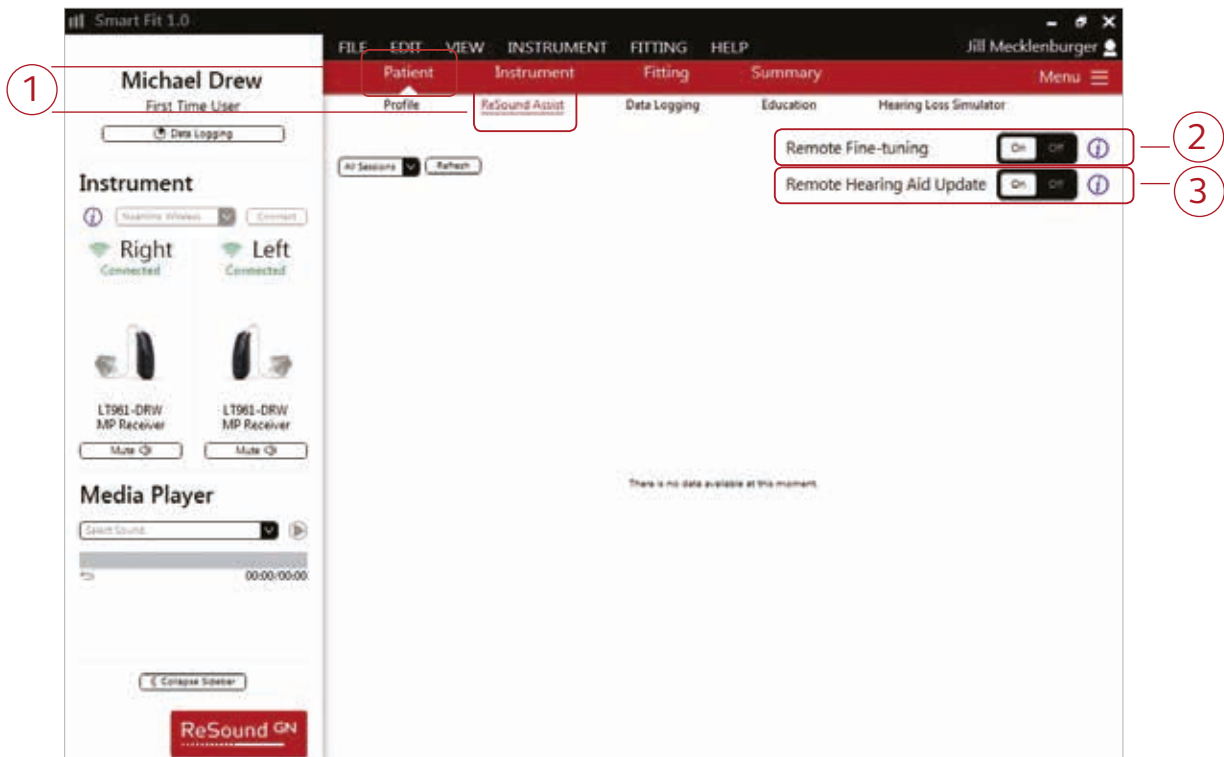 Smart Fit 1.0
FILE EDIT VIEW INSTRUMENT FITTING HELP
Jill Mecklenburger
Patient Instrument Fitting Summary
Menu
Profile ReSound Assist Data Logging Education Hearing Loss Simulator
1
Michael Drew
First Time User
Data Logging
Instrument
Noahlink Wireless Connect
Right
Connected
Left
Connected
LT961-DRW
MP Receiver
LT961-DRW
MP Receiver
Mute
Mute
Media Player
Select Sound
00:00/00:00
Collapse Sidebar
ReSound GN
All Sessions Refresh
Remote Fine-tuning On Off
2
Remote Hearing Aid Update On Off
3
There is no data available at this moment.